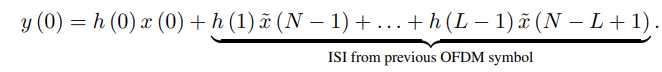 y (0) = h (0) x (0) + h (1) x̃ (N − 1) + . . . + h (L − 1) x̃ (N − L + 1) .
ISI from previous OFDM symbol